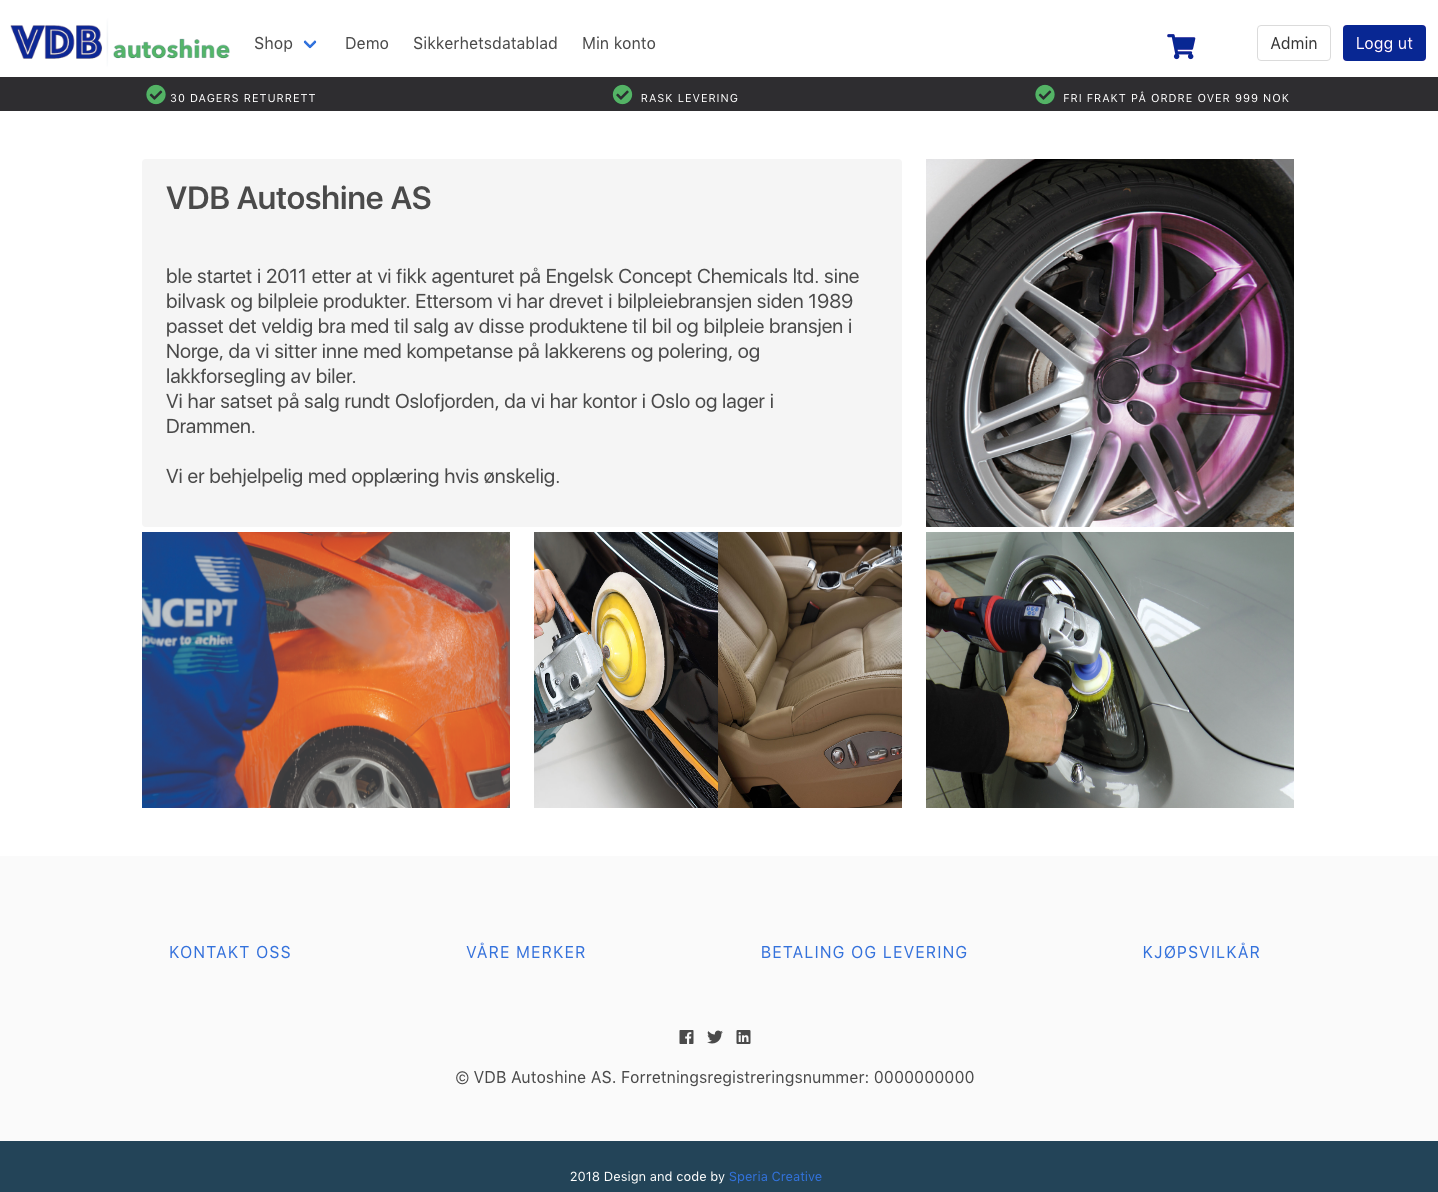 VDB autoshine Shop Demo Sikkerhetsdatablad Min konto Admin Logg ut
30 DAGERS RETURRETT RASK LEVERING FRI FRAKT PÅ ORDRE OVER 999 NOK
VDB Autoshine AS
ble startet i 2011 etter at vi fikk agenturet på Engelsk Concept Chemicals ltd. sine
bilvask og bilpleie produkter. Ettersom vi har drevet i bilpleiebransjen siden 1989
passet det veldig bra med til salg av disse produktene til bil og bilpleie bransjen i
Norge, da vi sitter inne med kompetanse på lakkerens og polering, og
lakkforsegling av biler.
Vi har satset på salg rundt Oslofjorden, da vi har kontor i Oslo og lager i
Drammen.
Vi er behjelpelig med opplæring hvis ønskelig.
NCEPT
power to achieve
KONTAKT OSS VÅRE MERKER BETALING OG LEVERING KJØPSVILKÅR
© VDB Autoshine AS. Forretningsregistreringsnummer: 0000000000
2018 Design and code by Speria Creative